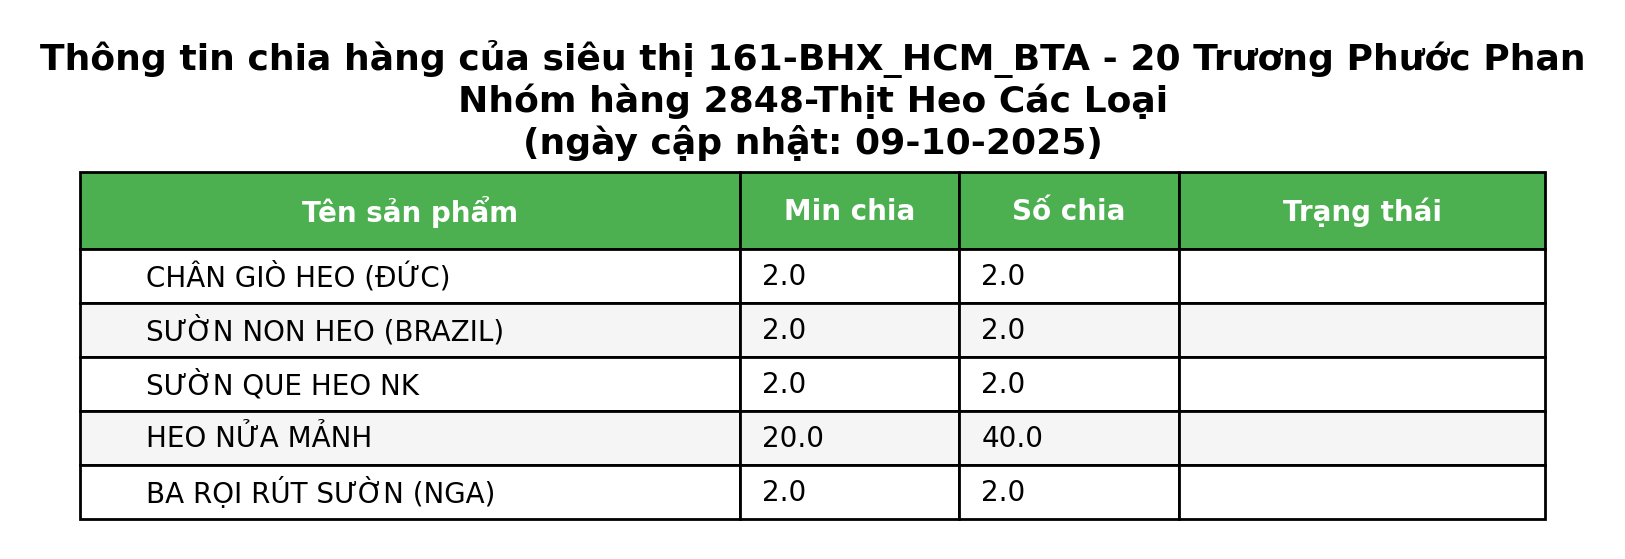 Thông tin chia hàng của siêu thị 161-BHX_HCM_BTA - 20 Trương Phước Phan
Nhóm hàng 2848-Thịt Heo Các Loại
(ngày cập nhật: 09-10-2025)
Tên sản phẩm Min chia Số chia Trạng thái
CHÂN GIÒ HEO (ĐỨC) 2.0 2.0
SƯỜN NON HEO (BRAZIL) 2.0 2.0
SƯỜN QUE HEO NK 2.0 2.0
HEO NỬA MẢNH 20.0 40.0
BA RỌI RÚT SƯỜN (NGA) 2.0 2.0